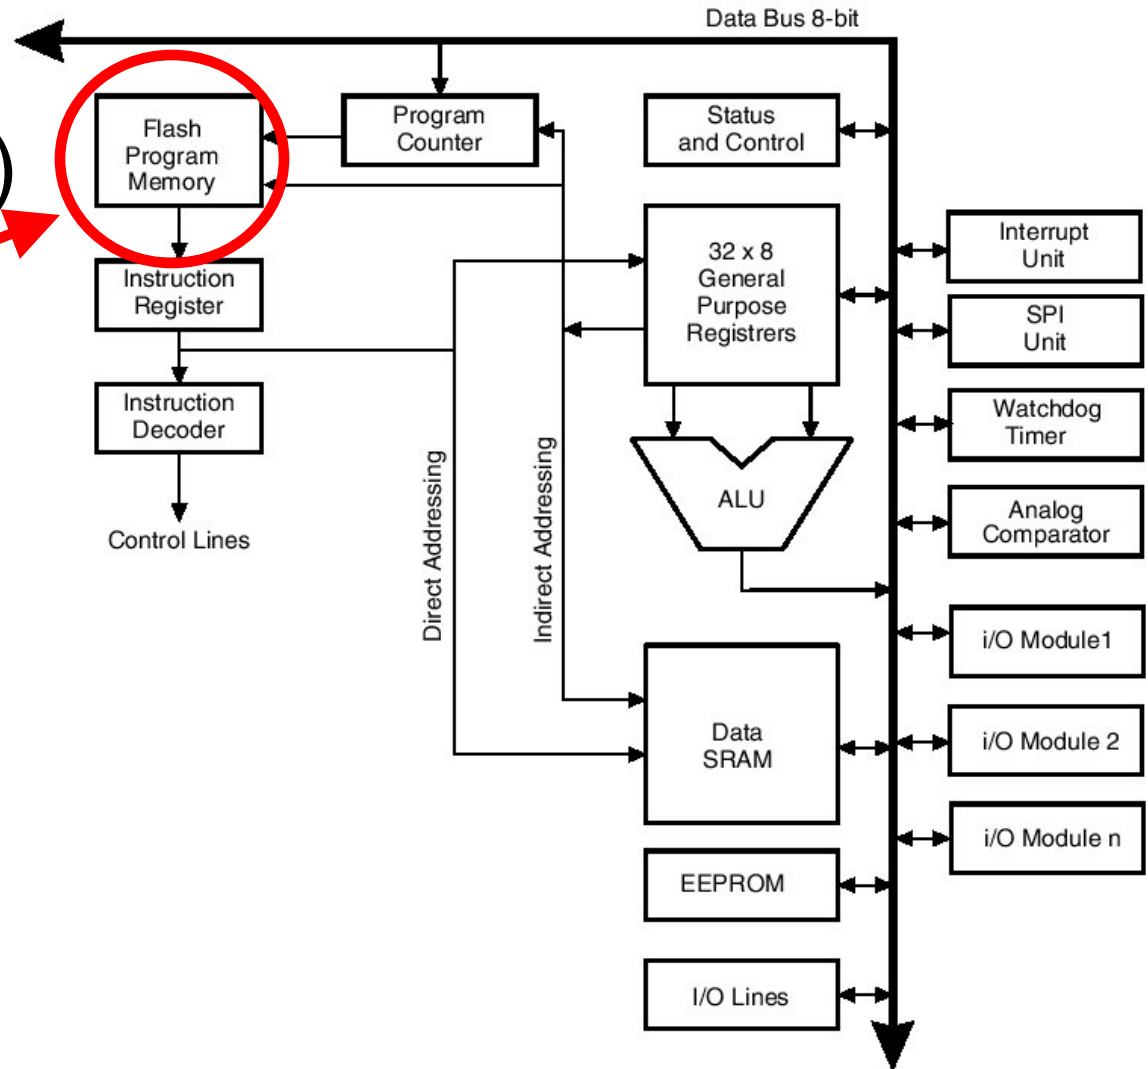 Data Bus 8-bit
Flash
Program
Memory
Program
Counter
Status
and Control
Instruction
Register
32 x 8
General
Purpose
Registrers
Interrupt
Unit
SPI
Unit
Instruction
Decoder
Watchdog
Timer
Control Lines
Direct Addressing
Indirect Addressing
ALU
Analog
Comparator
i/O Module1
Data
SRAM
i/O Module 2
i/O Module n
EEPROM
I/O Lines